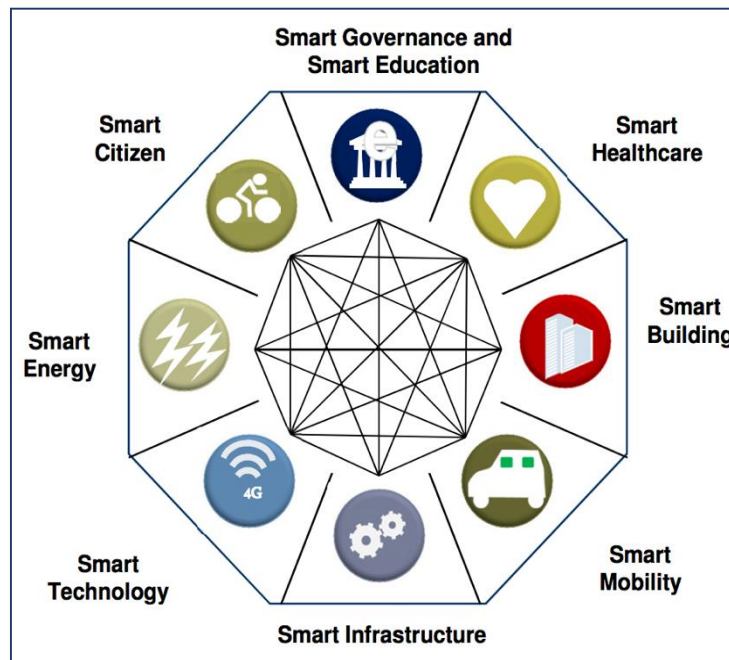 Smart Governance and
Smart Education
Smart
Citizen
Smart
Healthcare
e
Smart
Energy
Smart
Building
4G
Smart
Technology
Smart
Mobility
Smart Infrastructure